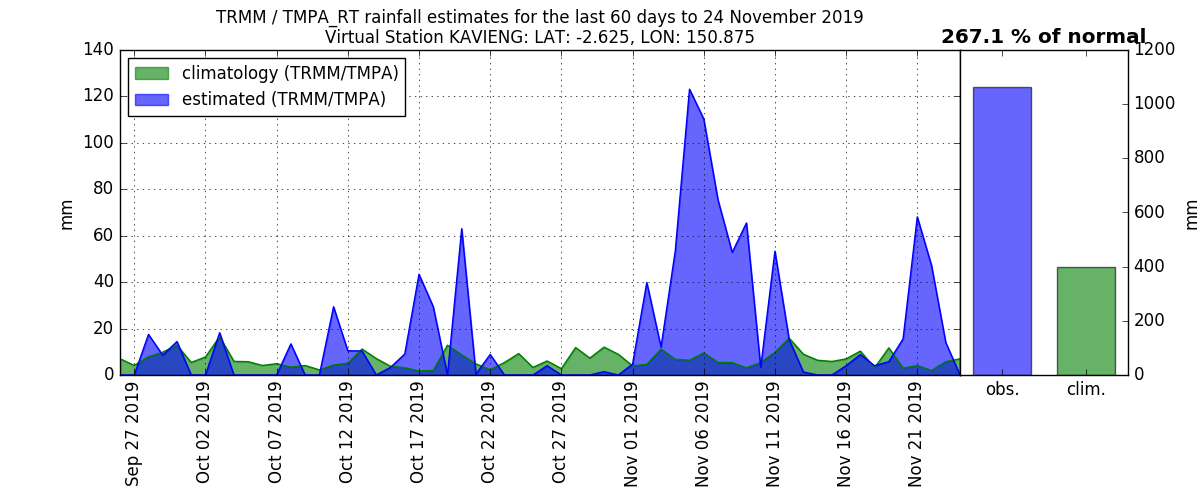 TRMM / TMPA_RT rainfall estimates for the last 60 days to 24 November 2019
Virtual Station KAVIENG: LAT: -2.625, LON: 150.875
267.1 % of normal
climatology (TRMM/TMPA)
estimated (TRMM/TMPA)
140
120
100
80
60
40
20
0
mm
Sep 27 2019
Oct 02 2019
Oct 07 2019
Oct 12 2019
Oct 17 2019
Oct 22 2019
Oct 27 2019
Nov 01 2019
Nov 06 2019
Nov 11 2019
Nov 16 2019
Nov 21 2019
obs.
clim.
1200
1000
800
600
400
200
0
mm